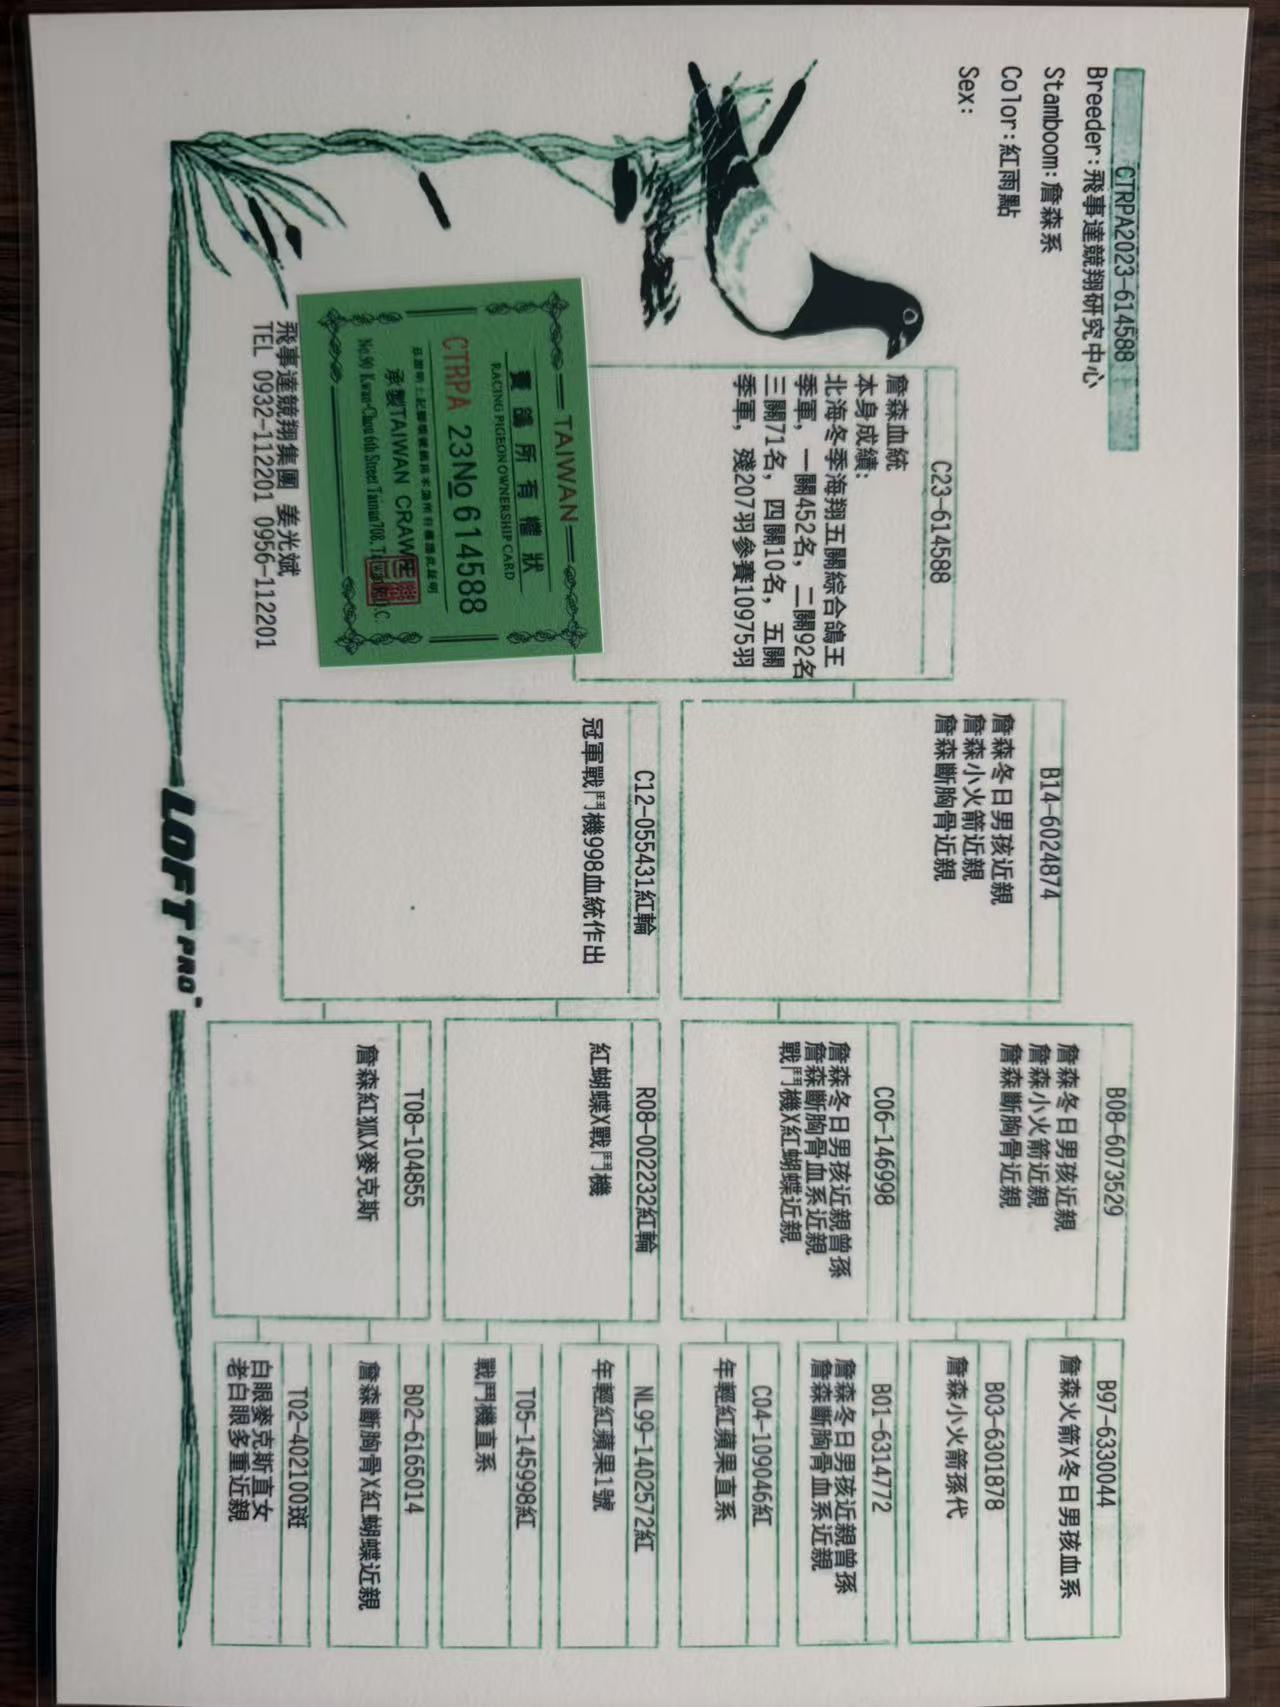 CTRPA2023-614588
Breeder:飛事達競翔研究中心
Stamboom:詹森系
Color:紅雨點
Sex:
C23-614588
詹森血統
本身成績:
北海冬季海翔五關綜合鴿王
季軍，一關452名，二關92名
三關71名，四關10名，五關
季軍，殘207羽參賽10975羽
TAIWAN
賽鴿所有權狀
RACING PIGEON OWNERSHIP CARD
CTRPA 23No 614588
承製TAIWAN CRAW
No.90 Kwan-Chou 6th Street Tainan708, Taiwan R.O.C.
飛事達競翔集團 姜光斌
TEL 0932-112201 0956-112201
B14-6024874
詹森冬日男孩近親
詹森小火箭近親
詹森斷胸骨近親
C12-055431紅輪
冠軍戰鬥機998血統作出
B08-6073529
詹森冬日男孩近親
詹森小火箭近親
詹森斷胸骨近親
C06-146998
詹森冬日男孩近親曾孫
詹森斷胸骨血系近親
戰鬥機X紅蝴蝶近親
R08-002232紅輪
紅蝴蝶X戰鬥機
T08-104855
詹森紅狐X麥克斯
B97-6330044
詹森火箭X冬日男孩血系
B03-6301878
詹森小火箭孫代
B01-6314772
詹森冬日男孩近親曾孫
詹森斷胸骨血系近親
C04-109046紅
年輕紅蘋果直系
NL99-1402572紅
年輕紅蘋果1號
T05-145998紅
戰鬥機直系
B02-6165014
詹森斷胸骨X紅蝴蝶近親
T02-402100斑
白眼麥克斯直女
老白眼多重近親
LOFT PRO